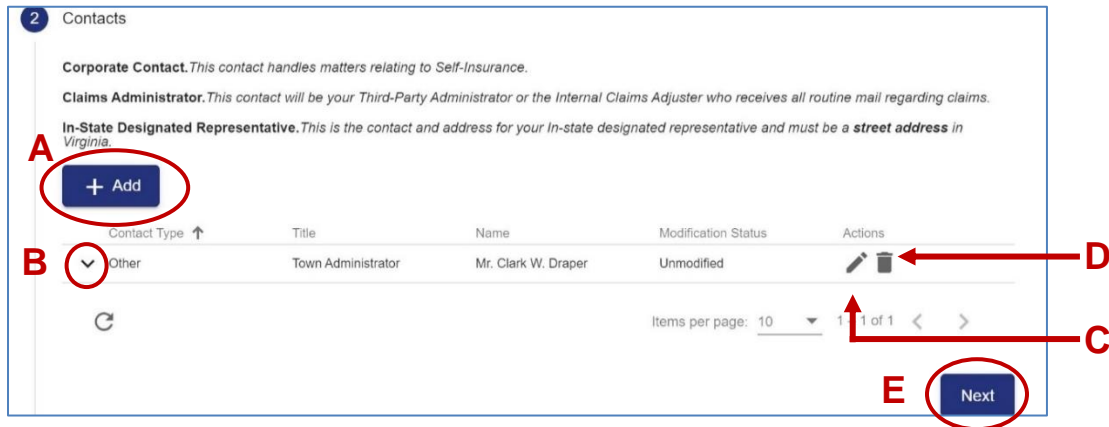 2 Contacts
Corporate Contact. This contact handles matters relating to Self-Insurance.
Claims Administrator. This contact will be your Third-Party Administrator or the Internal Claims Adjuster who receives all routine mail regarding claims.
In-State Designated Representative. This is the contact and address for your In-state designated representative and must be a street address in
Virginia.
A
+ Add
Contact Type ↑ Title Name Modification Status Actions
B Other Town Administrator Mr. Clark W. Draper Unmodified D
Items per page: 10 1 - 1 of 1
C
E Next